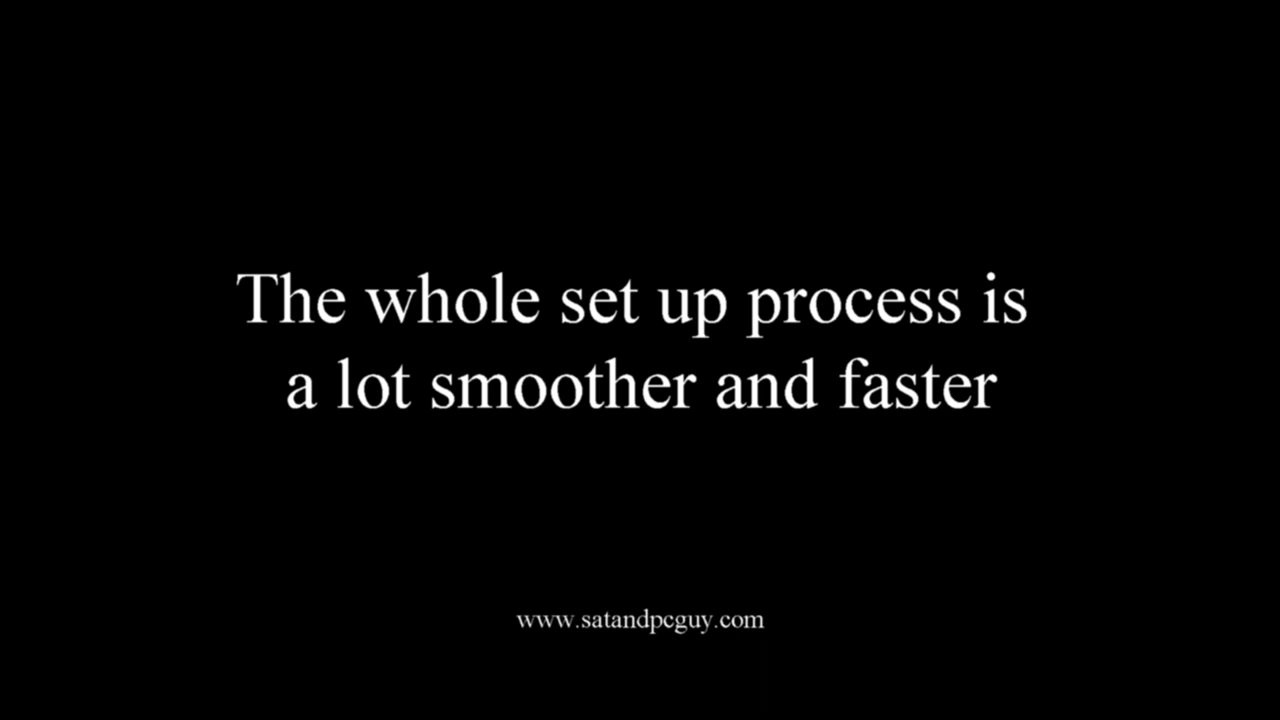 The whole set up process is
a lot smoother and faster
www.satandpcguy.com